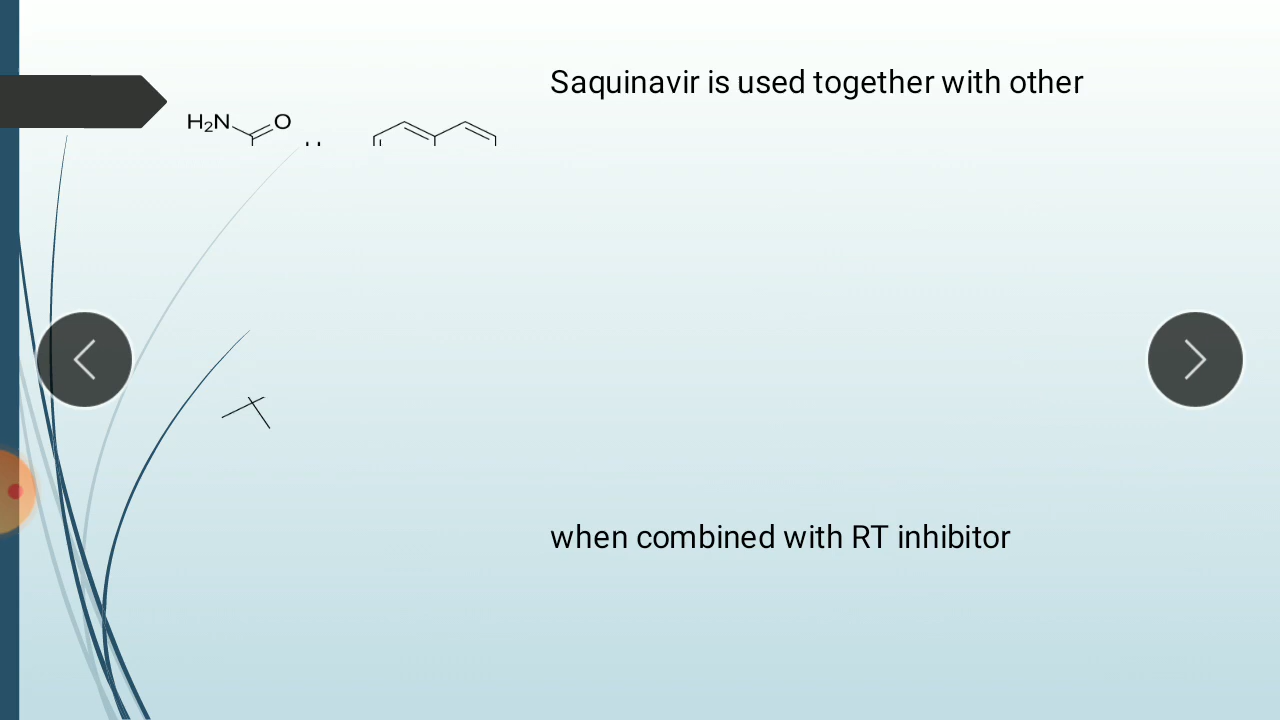 Saquinavir is used together with other
H₂N O
when combined with RT inhibitor